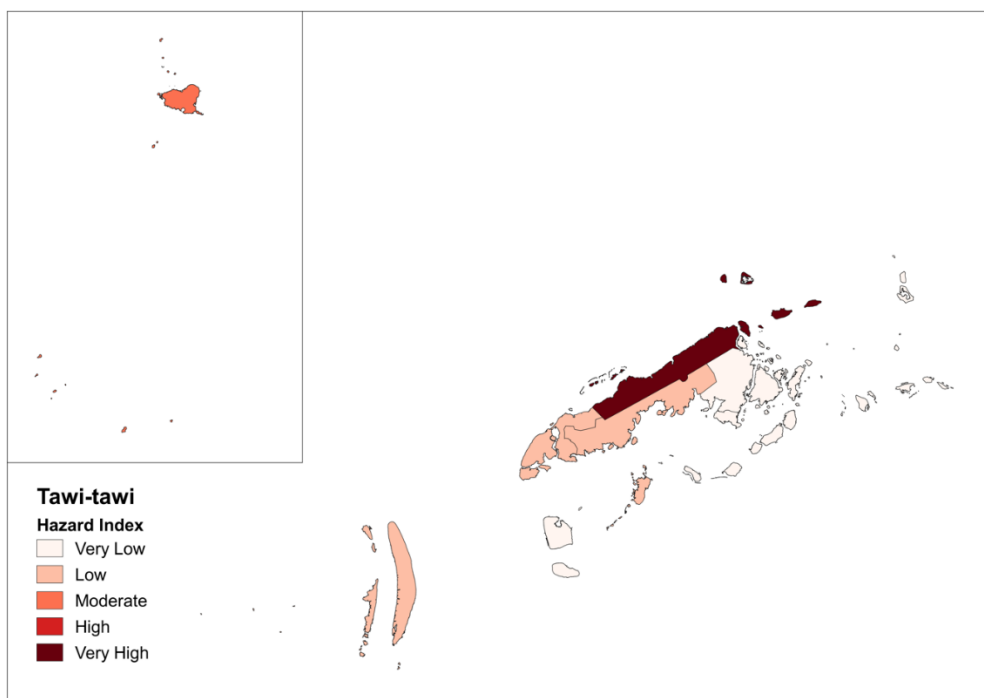 Tawi-tawi
Hazard Index
Very Low
Low
Moderate
High
Very High